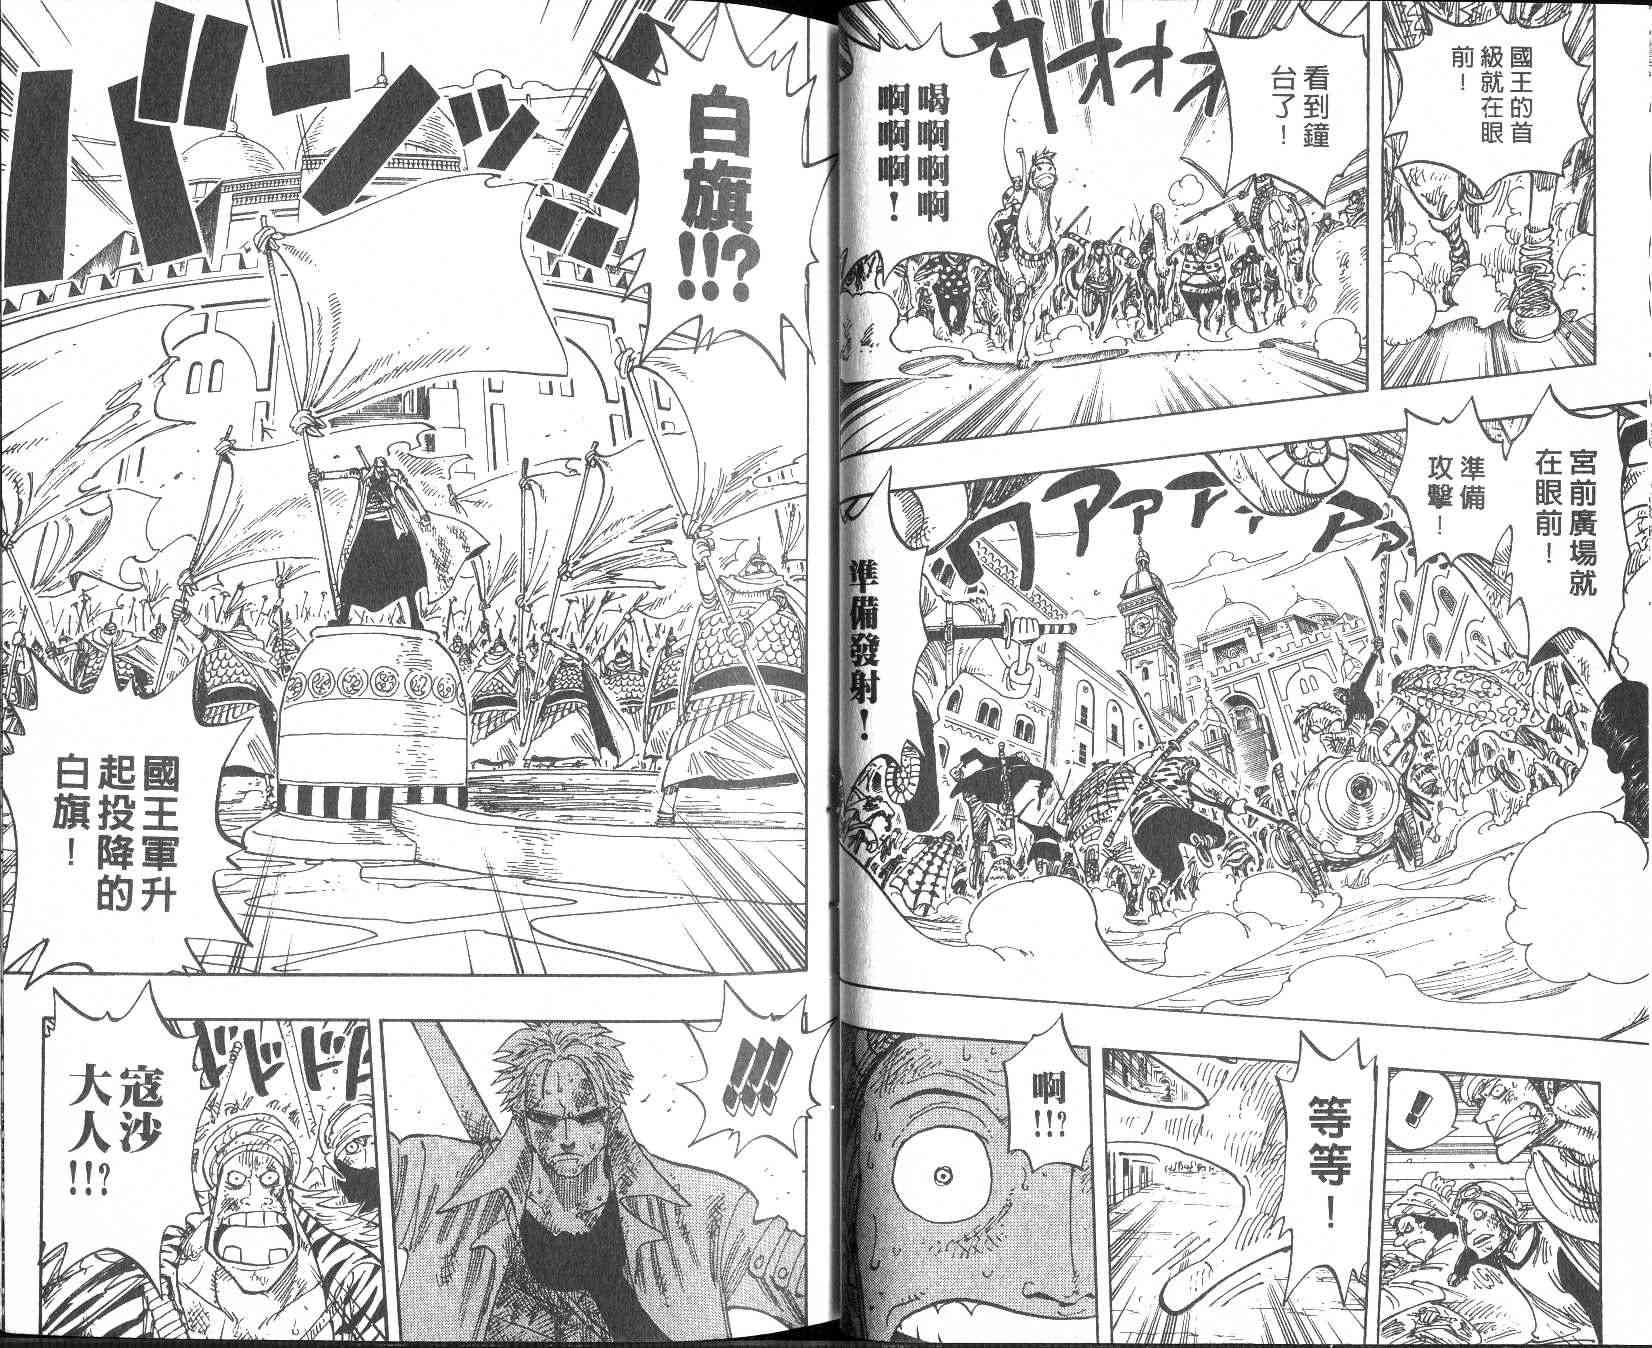 國王的首
級就在眼
前！
看到鐘
台了！
ウオオオ
喝啊啊啊
啊啊啊！
宮前廣場就
在眼前！
準備
攻擊！
ワアアァァァァ
準備發射！
！
等等！
啊!!?
白旗!!?
バンッ
國王軍升
起投降的
白旗！
!!!
ドドドド
寇沙
大人!!?